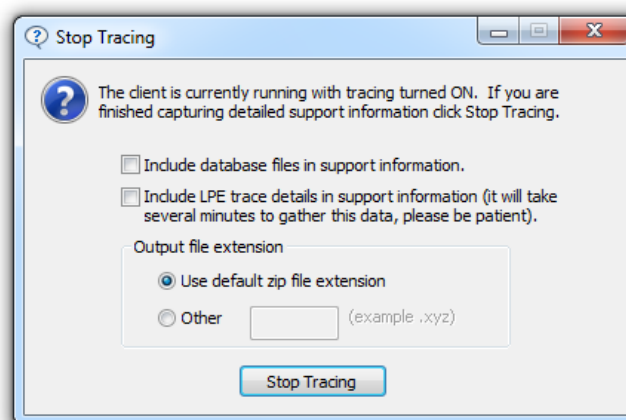 Stop Tracing
The client is currently running with tracing turned ON. If you are
finished capturing detailed support information click Stop Tracing.
Include database files in support information.
Include LPE trace details in support information (it will take
several minutes to gather this data, please be patient).
Output file extension
Use default zip file extension
Other
(example .xyz)
Stop Tracing